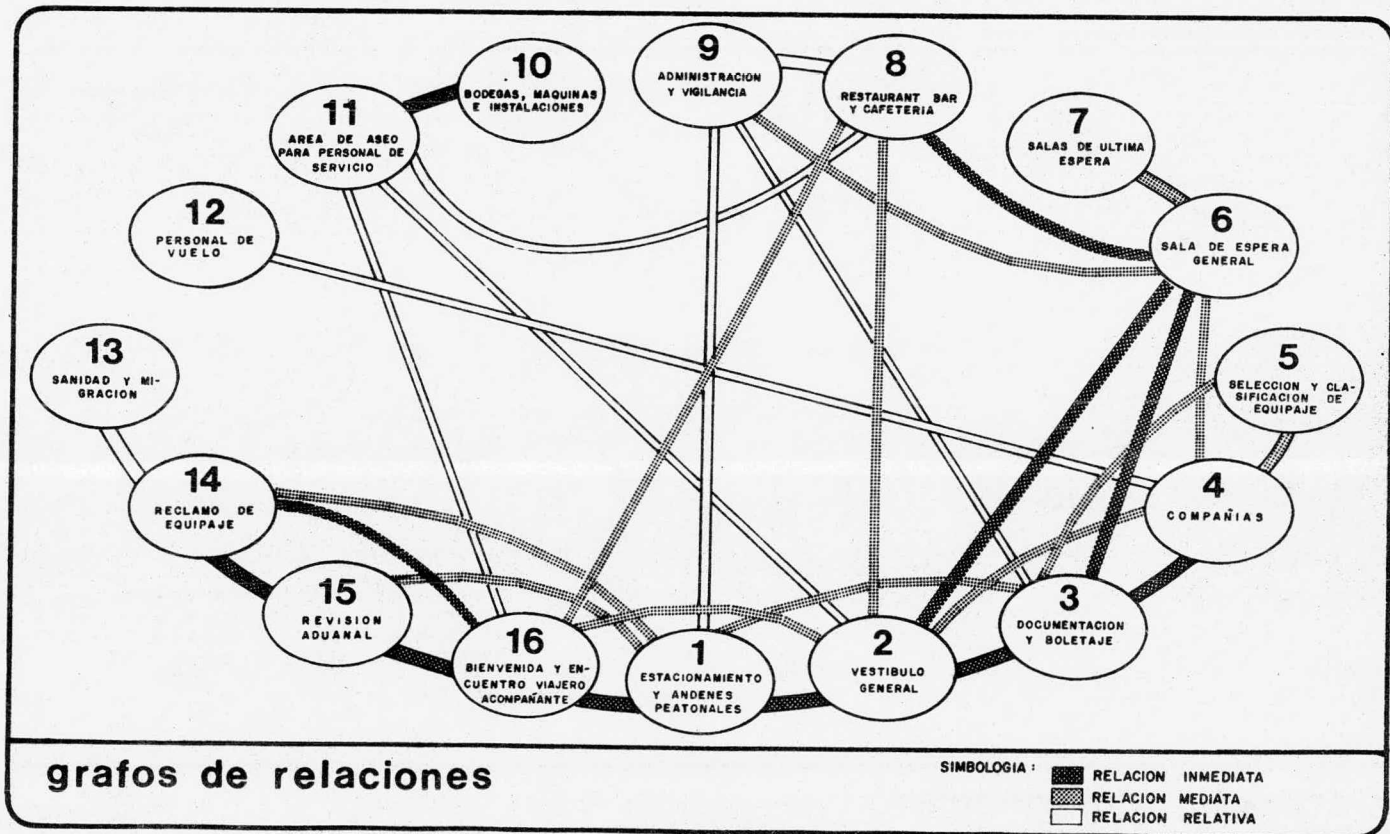 10
BODEGAS, MAQUINAS
E INSTALACIONES
9
ADMINISTRACION
Y VIGILANCIA
8
RESTAURANT BAR
Y CAFETERIA
11
AREA DE ASEO
PARA PERSONAL DE
SERVICIO
7
SALAS DE ULTIMA
ESPERA
12
PERSONAL DE
VUELO
6
SALA DE ESPERA
GENERAL
13
SANIDAD Y MI-
GRACION
5
SELECCION Y CLA-
SIFICACION DE
EQUIPAJE
14
RECLAMO DE
EQUIPAJE
4
COMPAÑIAS
15
REVISION
ADUANAL
3
DOCUMENTACION
Y BOLETAJE
16
BIENVENIDA Y EN-
CUENTRO VIAJERO
ACOMPAÑANTE
1
ESTACIONAMIENTO
Y ANDENES
PEATONALES
2
VESTIBULO
GENERAL
grafos de relaciones
SIMBOLOGIA :
RELACION INMEDIATA
RELACION MEDIATA
RELACION RELATIVA